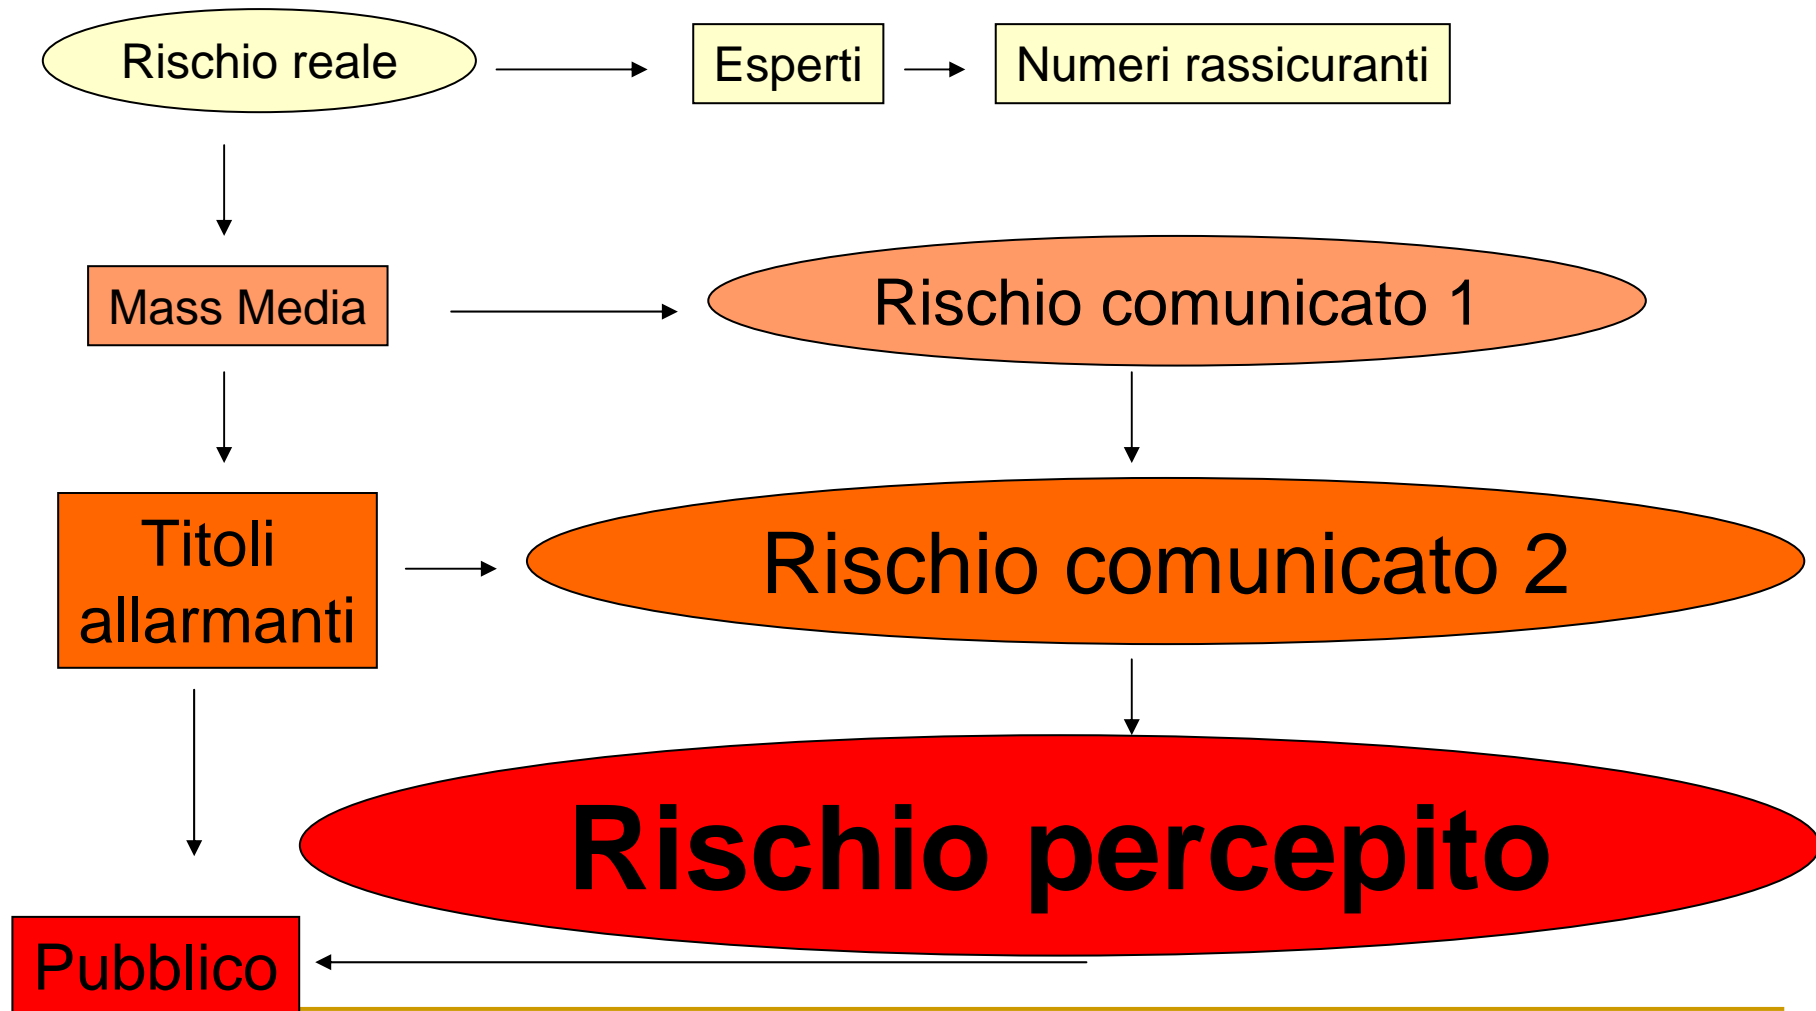 Rischio reale
Esperti
Numeri rassicuranti
Mass Media
Rischio comunicato 1
Titoli
allarmanti
Rischio comunicato 2
Rischio percepito
Pubblico